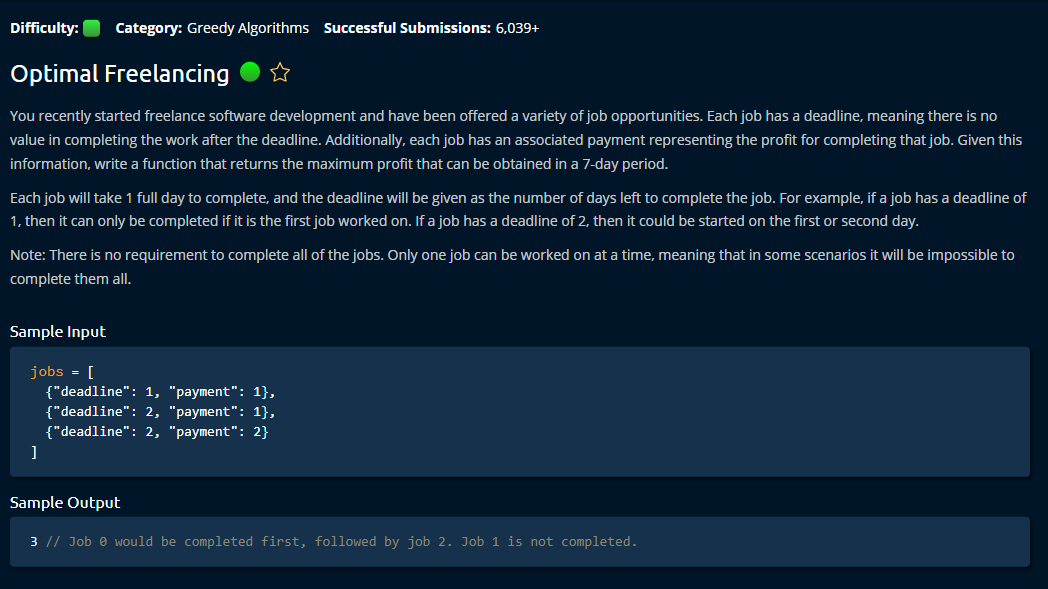 Difficulty: Category: Greedy Algorithms Successful Submissions: 6,039+
Optimal Freelancing
You recently started freelance software development and have been offered a variety of job opportunities. Each job has a deadline, meaning there is no
value in completing the work after the deadline. Additionally, each job has an associated payment representing the profit for completing that job. Given this
information, write a function that returns the maximum profit that can be obtained in a 7-day period.
Each job will take 1 full day to complete, and the deadline will be given as the number of days left to complete the job. For example, if a job has a deadline of
1, then it can only be completed if it is the first job worked on. If a job has a deadline of 2, then it could be started on the first or second day.
Note: There is no requirement to complete all of the jobs. Only one job can be worked on at a time, meaning that in some scenarios it will be impossible to
complete them all.
Sample Input
jobs = [
{"deadline": 1, "payment": 1},
{"deadline": 2, "payment": 1},
{"deadline": 2, "payment": 2}
]
Sample Output
3 // Job 0 would be completed first, followed by job 2. Job 1 is not completed.